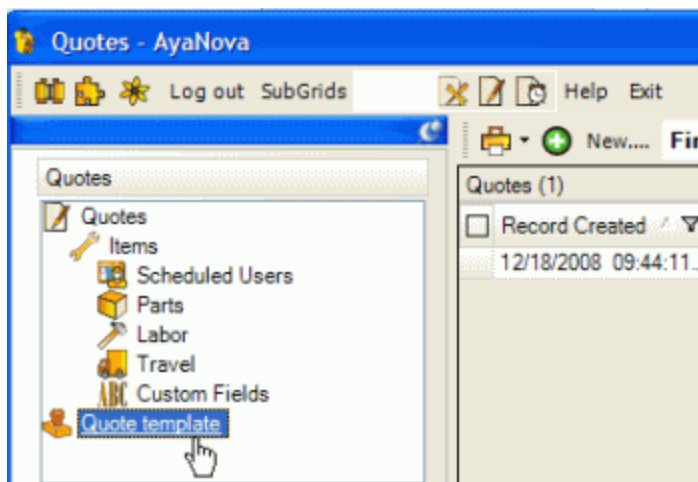 Quotes - AyaNova
Log out SubGrids Help Exit
New....
Quotes
Quotes (1)
Quotes
Record Created
Items
12/18/2008 09:44:11..
Scheduled Users
Parts
Labor
Travel
ABC Custom Fields
Quote template